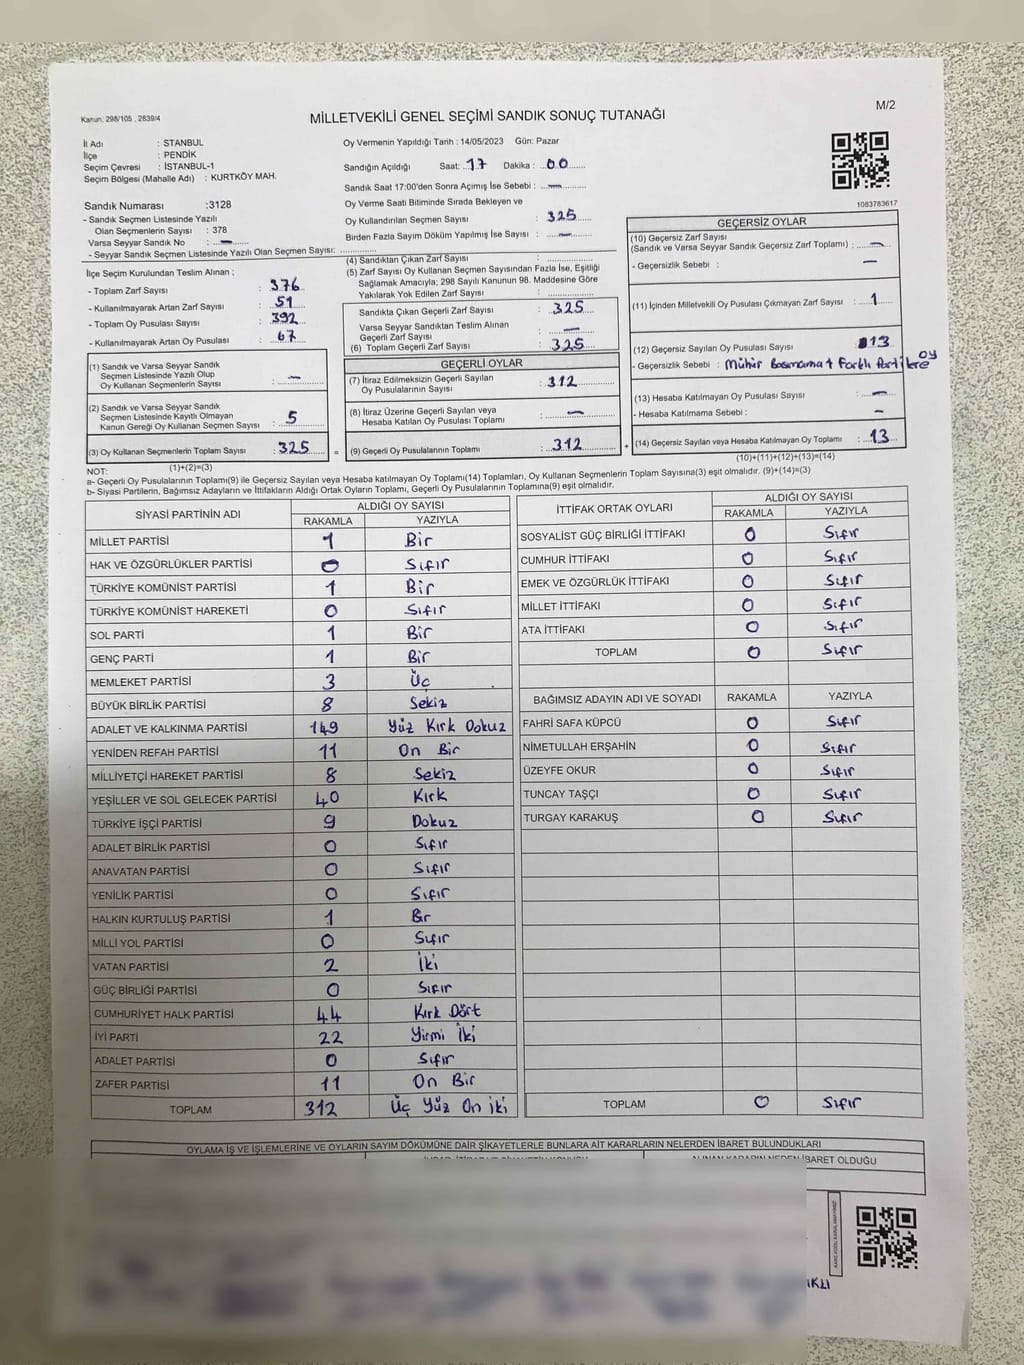 Kanun: 298/105 , 2839/4
MİLLETVEKİLİ GENEL SEÇİMİ SANDIK SONUÇ TUTANAĞI
M/2
İl Adı : STANBUL
İlçe : PENDİK
Seçim Çevresi : İSTANBUL-1
Seçim Bölgesi (Mahalle Adı) : KURTKÖY MAH.
Oy Vermenin Yapıldığı Tarih : 14/05/2023 Gün: Pazar
Sandığın Açıldığı Saat: 17 Dakika : 00
Sandık Saat 17:00'den Sonra Açımış İse Sebebi : —
Oy Verme Saati Bitiminde Sırada Bekleyen ve
Oy Kullandırılan Seçmen Sayısı : 325
Birden Fazla Sayım Döküm Yapılmış İse Sayısı : —
1083783617
Sandık Numarası :3128
- Sandık Seçmen Listesinde Yazılı
Olan Seçmenlerin Sayısı : 378
Varsa Seyyar Sandık No : —
- Seyyar Sandık Seçmen Listesinde Yazılı Olan Seçmen Sayısı:
İlçe Seçim Kurulundan Teslim Alınan ;
- Toplam Zarf Sayısı : 376
- Kullanılmayarak Artan Zarf Sayısı : 51
- Toplam Oy Pusulası Sayısı : 392
- Kullanılmayarak Artan Oy Pusulası : 67
(1) Sandık ve Varsa Seyyar Sandık
Seçmen Listesinde Yazılı Olup
Oy Kullanan Seçmenlerin Sayısı : —
(2) Sandık ve Varsa Seyyar Sandık
Seçmen Listesinde Kayıtlı Olmayan
Kanun Gereği Oy Kullanan Seçmen Sayısı : 5
(3) Oy Kullanan Seçmenlerin Toplam Sayısı : 325 =
(1)+(2)=(3)
(4) Sandıktan Çıkan Zarf Sayısı :
(5) Zarf Sayısı Oy Kullanan Seçmen Sayısından Fazla İse, Eşitliği
Sağlamak Amacıyla; 298 Sayılı Kanunun 98. Maddesine Göre
Yakılarak Yok Edilen Zarf Sayısı :
Sandıkta Çıkan Geçerli Zarf Sayısı : 325
Varsa Seyyar Sandıktan Teslim Alınan
Geçerli Zarf Sayısı : —
(6) Toplam Geçerli Zarf Sayısı : 325
GEÇERLİ OYLAR
(7) İtiraz Edilmeksizin Geçerli Sayılan
Oy Pusulalarının Sayısı : 312
(8) İtiraz Üzerine Geçerli Sayılan veya
Hesaba Katılan Oy Pusulası Toplamı : —
(9) Geçerli Oy Pusulalarının Toplamı : 312 +
GEÇERSİZ OYLAR
(10) Geçersiz Zarf Sayısı
(Sandık ve Varsa Seyyar Sandık Geçersiz Zarf Toplamı) : —
- Geçersizlik Sebebi : —
(11) İçinden Milletvekili Oy Pusulası Çıkmayan Zarf Sayısı : 1
(12) Geçersiz Sayılan Oy Pusulası Sayısı : 13
- Geçersizlik Sebebi : Mühür Basmama + Farklı Partilere oy
(13) Hesaba Katılmayan Oy Pusulası Sayısı : —
- Hesaba Katılmama Sebebi : —
(14) Geçersiz Sayılan veya Hesaba Katılmayan Oy Toplamı : 13
(10)+(11)+(12)+(13)=(14)
NOT:
a- Geçerli Oy Pusulalarının Toplamı(9) ile Geçersiz Sayılan veya Hesaba katılmayan Oy Toplamı(14) Toplamları, Oy Kullanan Seçmenlerin Toplam Sayısına(3) eşit olmalıdır. (9)+(14)=(3)
b- Siyasi Partilerin, Bağımsız Adayların ve İttifakların Aldığı Ortak Oyların Toplamı, Geçerli Oy Pusulalarının Toplamına(9) eşit olmalıdır.
SİYASİ PARTİNİN ADI ALDIĞI OY SAYISI
RAKAMLA YAZIYLA
MİLLET PARTİSİ 1 Bir
HAK VE ÖZGÜRLÜKLER PARTİSİ 0 Sıfır
TÜRKİYE KOMÜNİST PARTİSİ 1 Bir
TÜRKİYE KOMÜNİST HAREKETİ 0 Sıfır
SOL PARTİ 1 Bir
GENÇ PARTİ 1 Bir
MEMLEKET PARTİSİ 3 Üç
BÜYÜK BİRLİK PARTİSİ 8 Sekiz
ADALET VE KALKINMA PARTİSİ 149 Yüz Kırk Dokuz
YENİDEN REFAH PARTİSİ 11 On Bir
MİLLİYETÇİ HAREKET PARTİSİ 8 Sekiz
YEŞİLLER VE SOL GELECEK PARTİSİ 40 Kırk
TÜRKİYE İŞÇİ PARTİSİ 9 Dokuz
ADALET BİRLİK PARTİSİ 0 Sıfır
ANAVATAN PARTİSİ 0 Sıfır
YENİLİK PARTİSİ 0 Sıfır
HALKIN KURTULUŞ PARTİSİ 1 Bir
MİLLİ YOL PARTİSİ 0 Sıfır
VATAN PARTİSİ 2 İki
GÜÇ BİRLİĞİ PARTİSİ 0 Sıfır
CUMHURİYET HALK PARTİSİ 44 Kırk Dört
İYİ PARTİ 22 Yirmi İki
ADALET PARTİSİ 0 Sıfır
ZAFER PARTİSİ 11 On Bir
TOPLAM 312 Üç Yüz On iki
İTTİFAK ORTAK OYLARI ALDIĞI OY SAYISI
RAKAMLA YAZIYLA
SOSYALİST GÜÇ BİRLİĞİ İTTİFAKI 0 Sıfır
CUMHUR İTTİFAKI 0 Sıfır
EMEK VE ÖZGÜRLÜK İTTİFAKI 0 Sıfır
MİLLET İTTİFAKI 0 Sıfır
ATA İTTİFAKI 0 Sıfır
TOPLAM 0 Sıfır
BAĞIMSIZ ADAYIN ADI VE SOYADI RAKAMLA YAZIYLA
FAHRİ SAFA KÜPCÜ 0 Sıfır
NİMETULLAH ERŞAHİN 0 Sıfır
ÜZEYFE OKUR 0 Sıfır
TUNCAY TAŞÇI 0 Sıfır
TURGAY KARAKUŞ 0 Sıfır
TOPLAM 0 Sıfır
OYLAMA İŞ VE İŞLEMLERİNE VE OYLARIN SAYIM DÖKÜMÜNE DAİR ŞİKAYETLERLE BUNLARA AİT KARARLARIN NELERDEN İBARET BULUNDUKLARI
ALINAN KARARIN NEDEN İBARET OLDUĞU